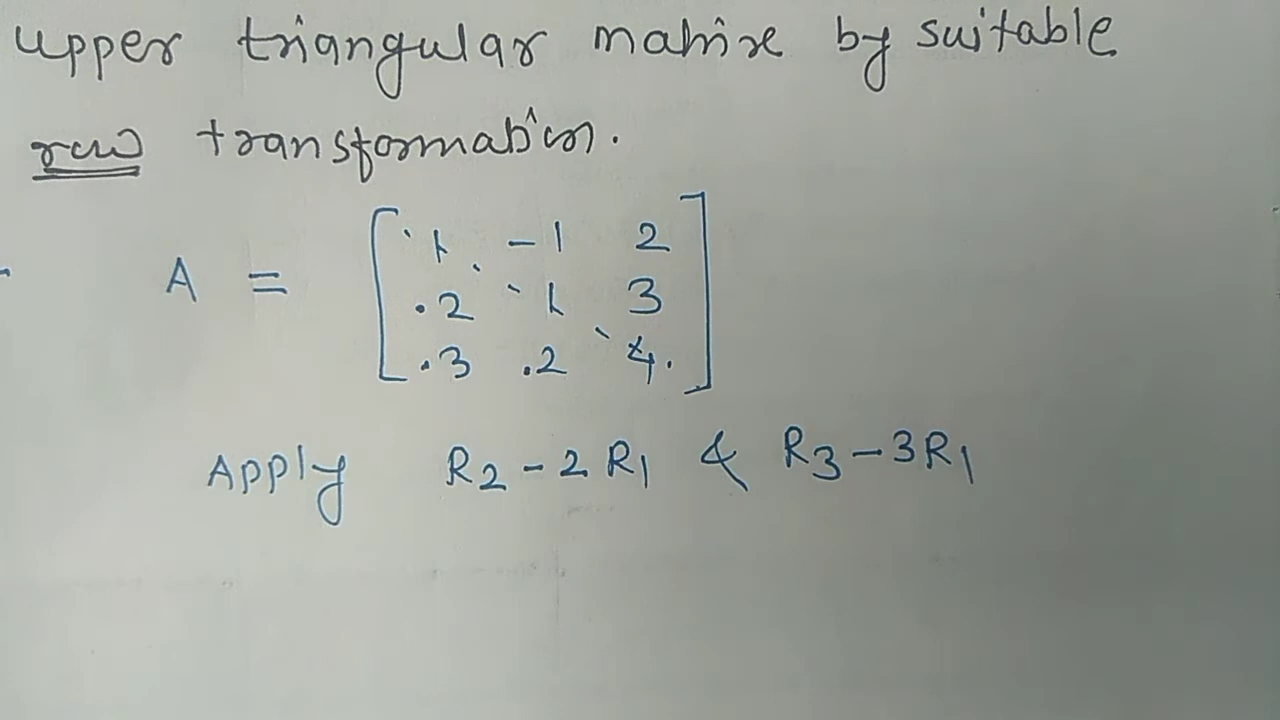 upper triangular matrix by suitable
row transformation.
A = [ 1 -1 2
2 1 3
3 2 4 ]
Apply R2 - 2R1 & R3 - 3R1